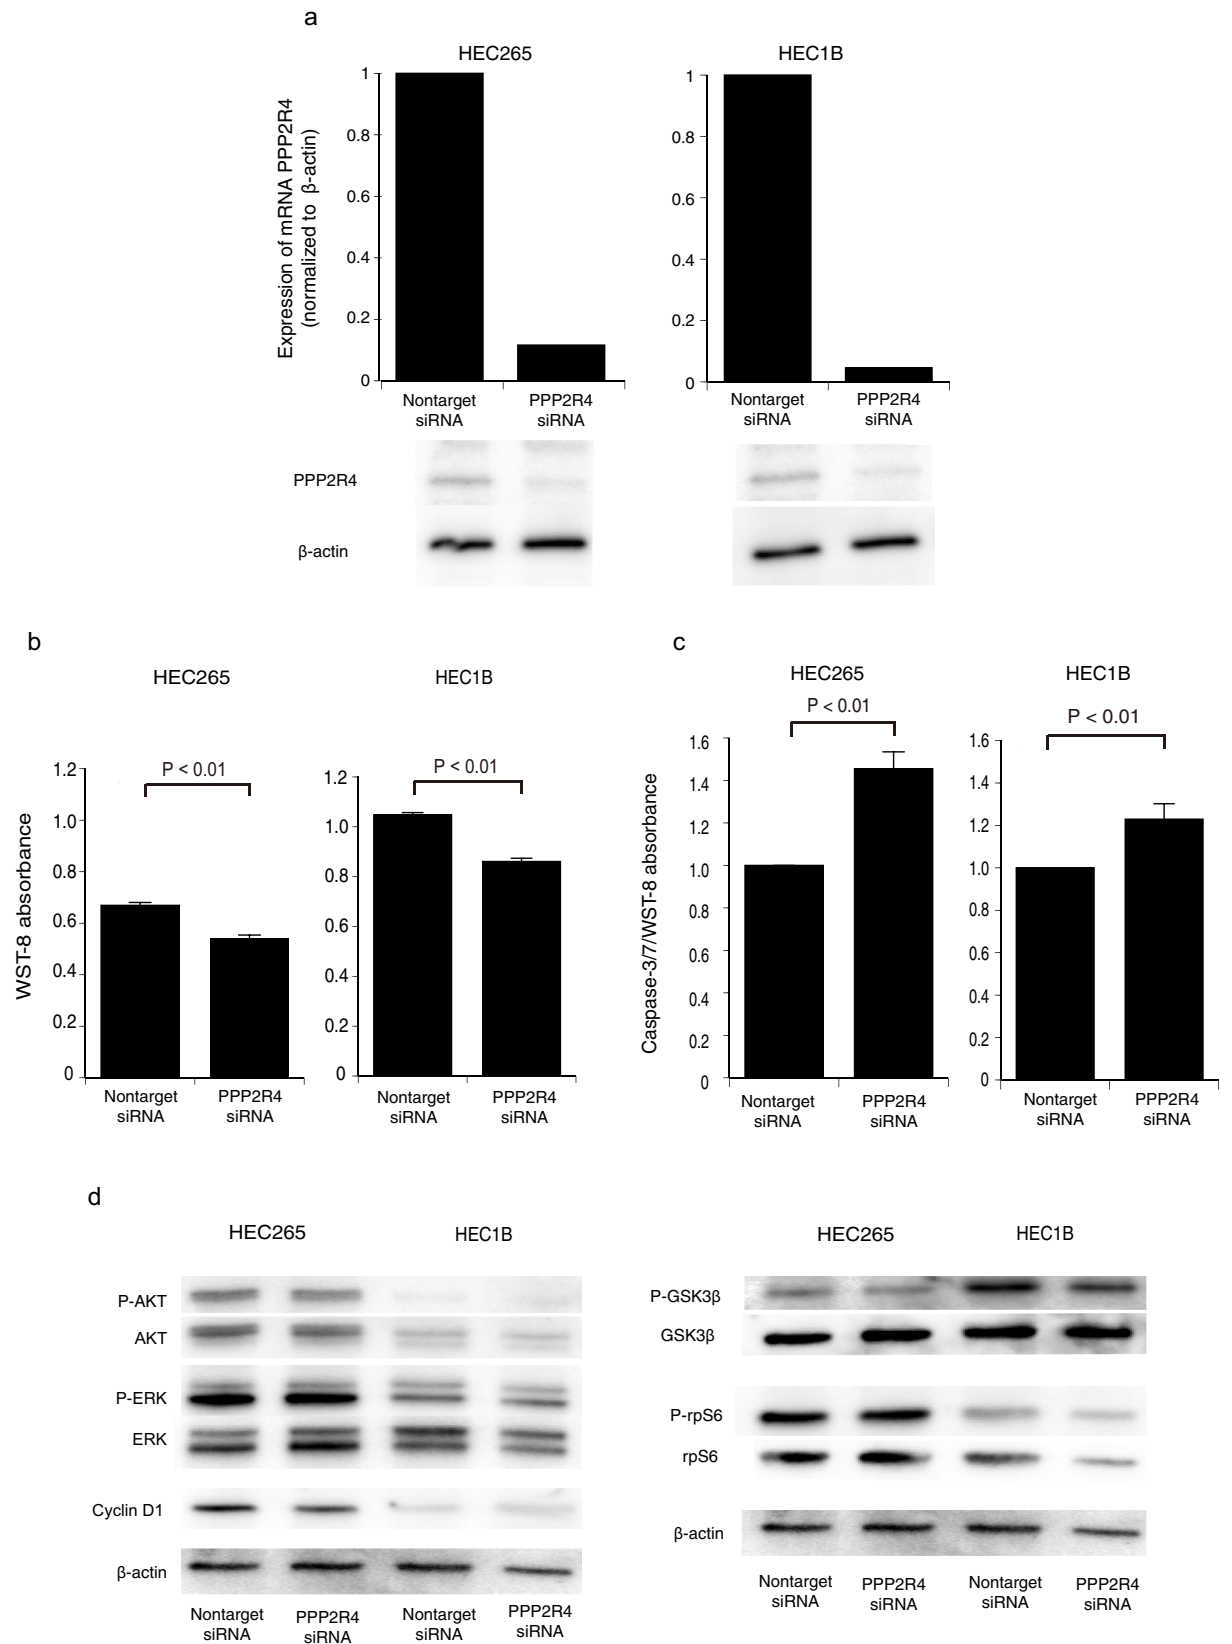 a
HEC265
HEC1B
Expression of mRNA PPP2R4
(normalized to β-actin)
1
0.8
0.6
0.4
0.2
0
1
0.8
0.6
0.4
0.2
0
Nontarget
siRNA
PPP2R4
siRNA
Nontarget
siRNA
PPP2R4
siRNA
PPP2R4
β-actin
b
HEC265
HEC1B
WST-8 absorbance
P < 0.01
1.2
1.0
0.8
0.6
0.4
0.2
0
Nontarget
siRNA
PPP2R4
siRNA
P < 0.01
1.2
1.0
0.8
0.6
0.4
0.2
0
Nontarget
siRNA
PPP2R4
siRNA
c
HEC265
HEC1B
Caspase-3/7/WST-8 absorbance
P < 0.01
1.6
1.4
1.2
1.0
0.8
0.6
0.4
0.2
0
Nontarget
siRNA
PPP2R4
siRNA
P < 0.01
1.6
1.4
1.2
1.0
0.8
0.6
0.4
0.2
0
Nontarget
siRNA
PPP2R4
siRNA
d
HEC265
HEC1B
P-AKT
AKT
P-ERK
ERK
Cyclin D1
β-actin
Nontarget
siRNA
PPP2R4
siRNA
Nontarget
siRNA
PPP2R4
siRNA
HEC265
HEC1B
P-GSK3β
GSK3β
P-rpS6
rpS6
β-actin
Nontarget
siRNA
PPP2R4
siRNA
Nontarget
siRNA
PPP2R4
siRNA